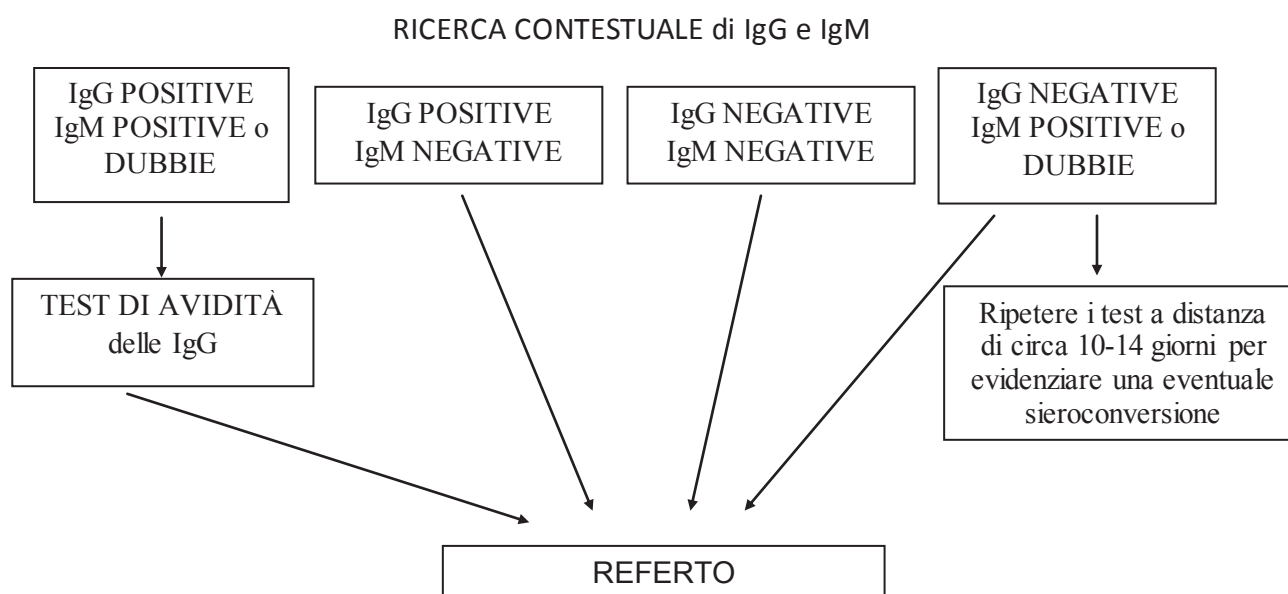 RICERCA CONTESTUALE di IgG e IgM
IgG POSITIVE
IgM POSITIVE o
DUBBIE
IgG POSITIVE
IgM NEGATIVE
IgG NEGATIVE
IgM NEGATIVE
IgG NEGATIVE
IgM POSITIVE o
DUBBIE
TEST DI AVIDITÀ
delle IgG
Ripetere i test a distanza
di circa 10-14 giorni per
evidenziare una eventuale
sieroconversione
REFERTO